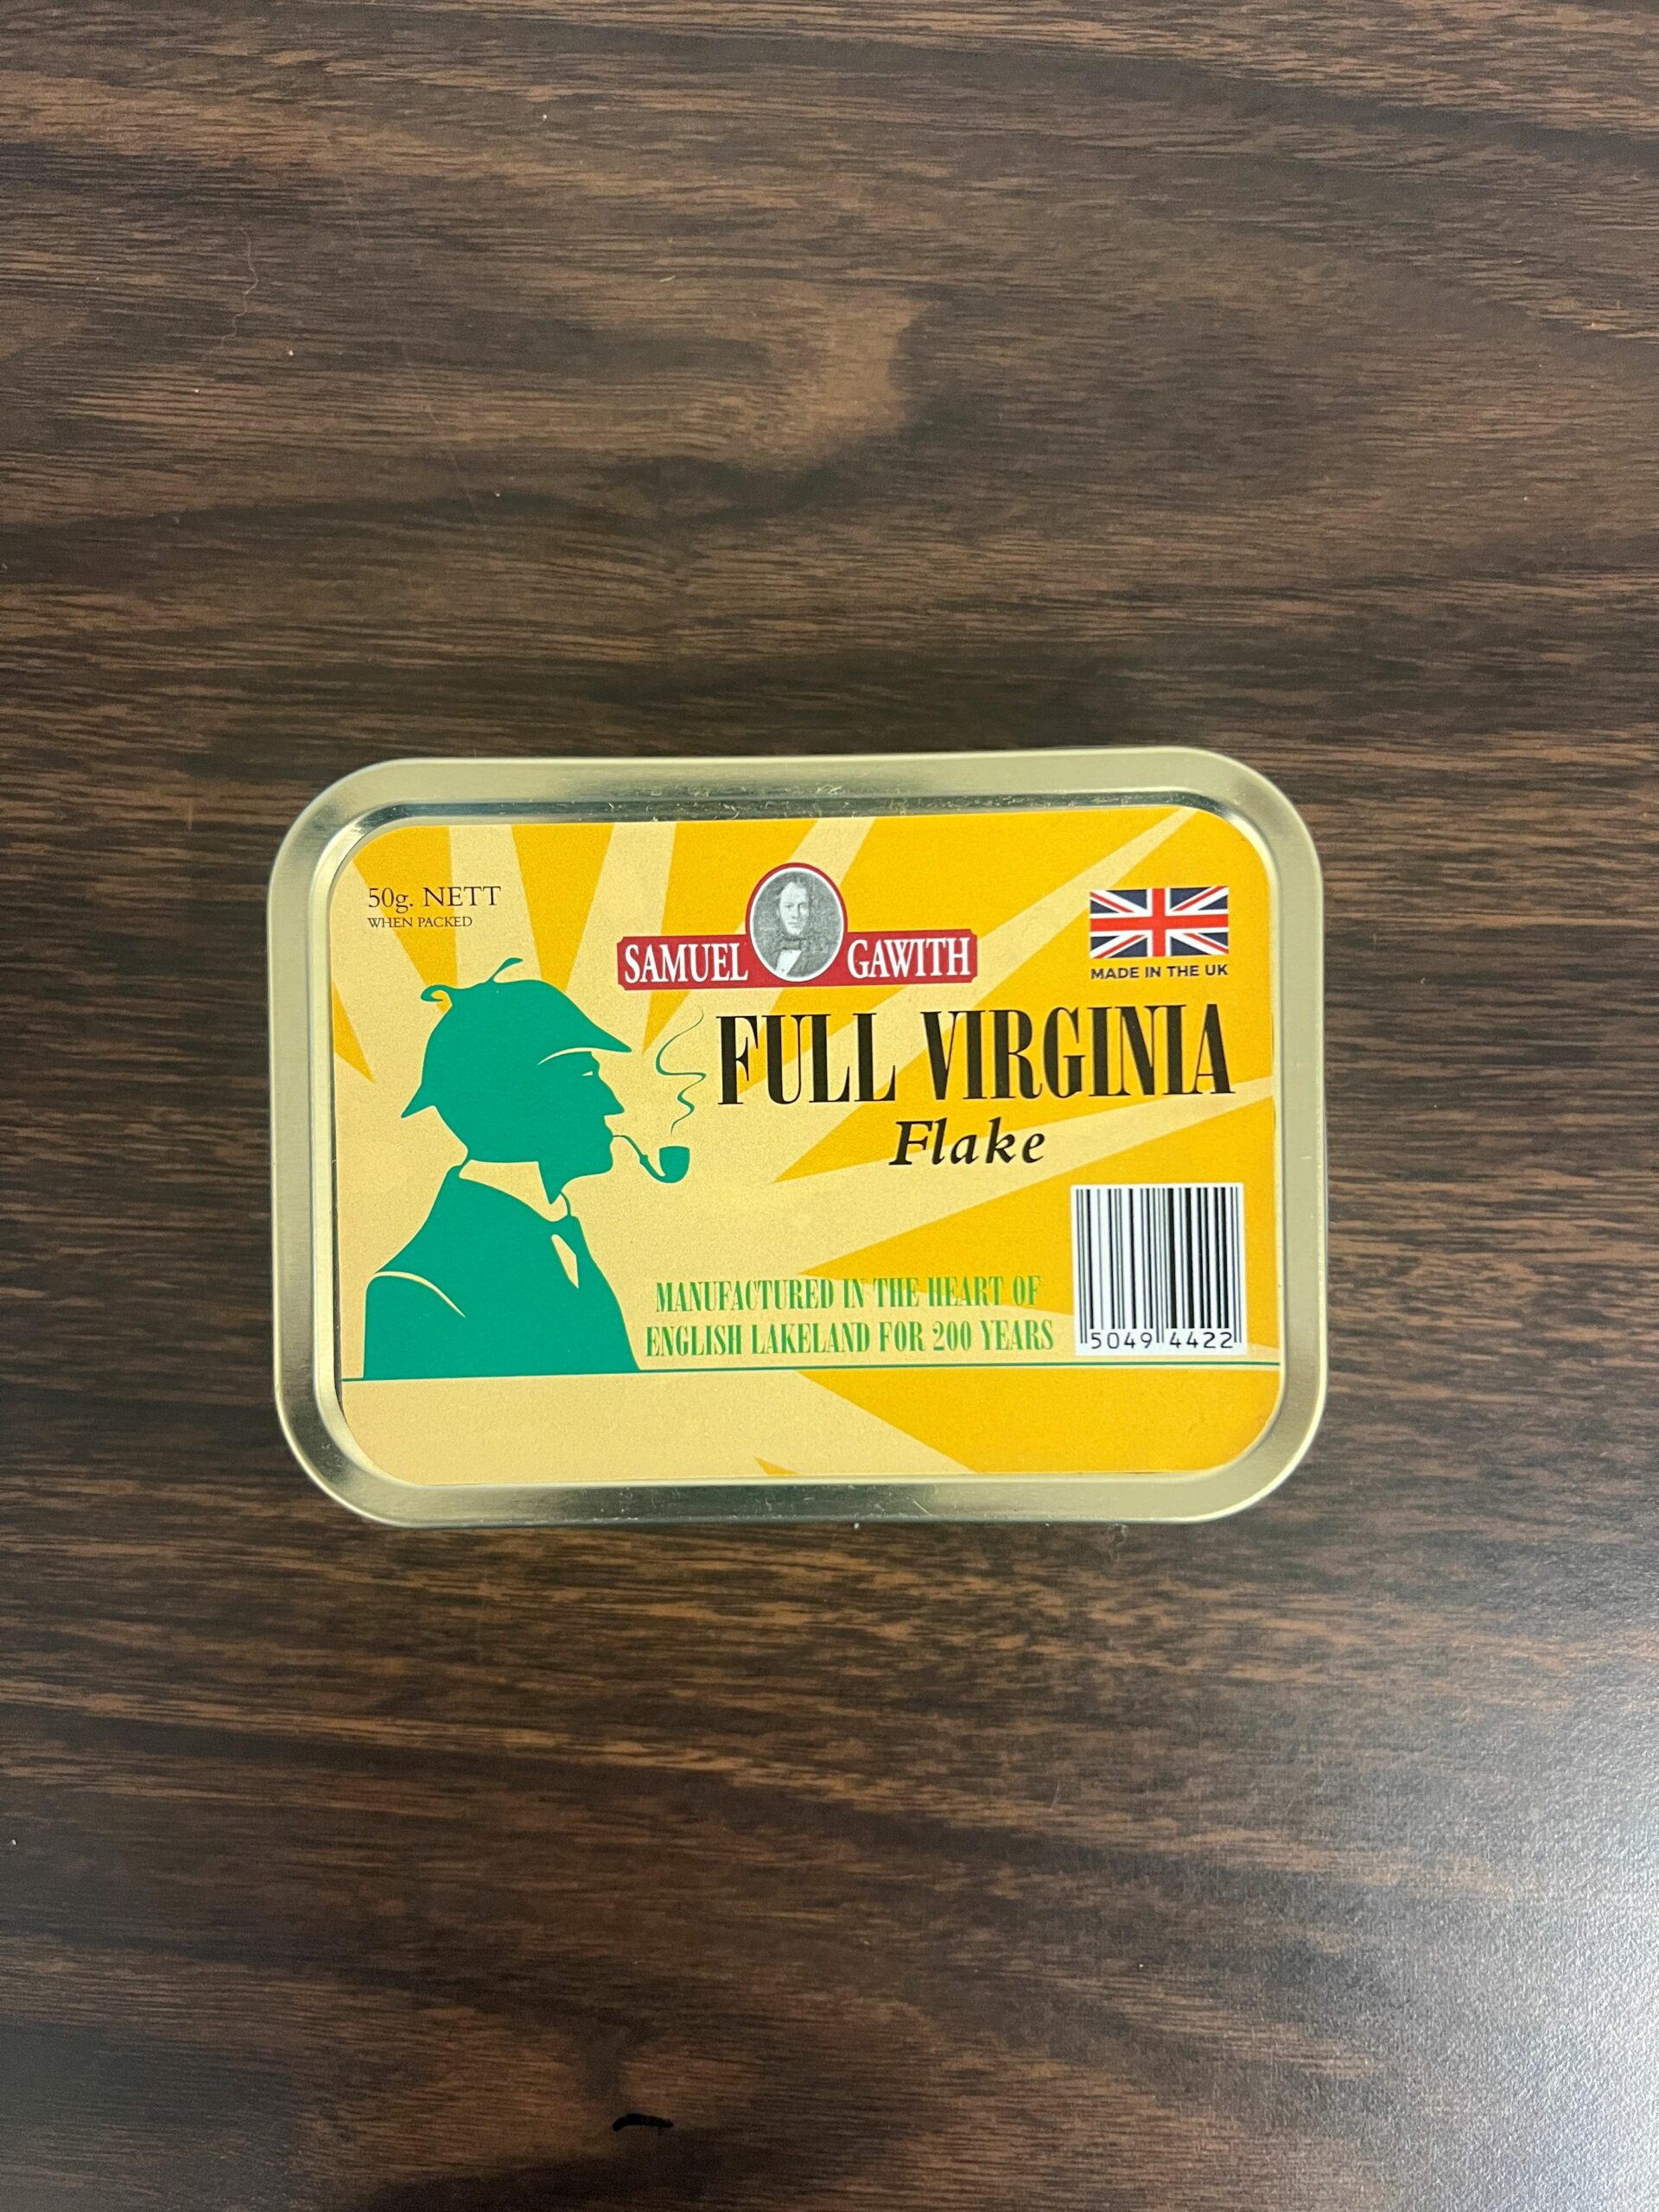 50g. NETT
WHEN PACKED
SAMUEL GAWITH
MADE IN THE UK
FULL VIRGINIA
Flake
MANUFACTURED IN THE HEART OF
ENGLISH LAKELAND FOR 200 YEARS
5049 4422